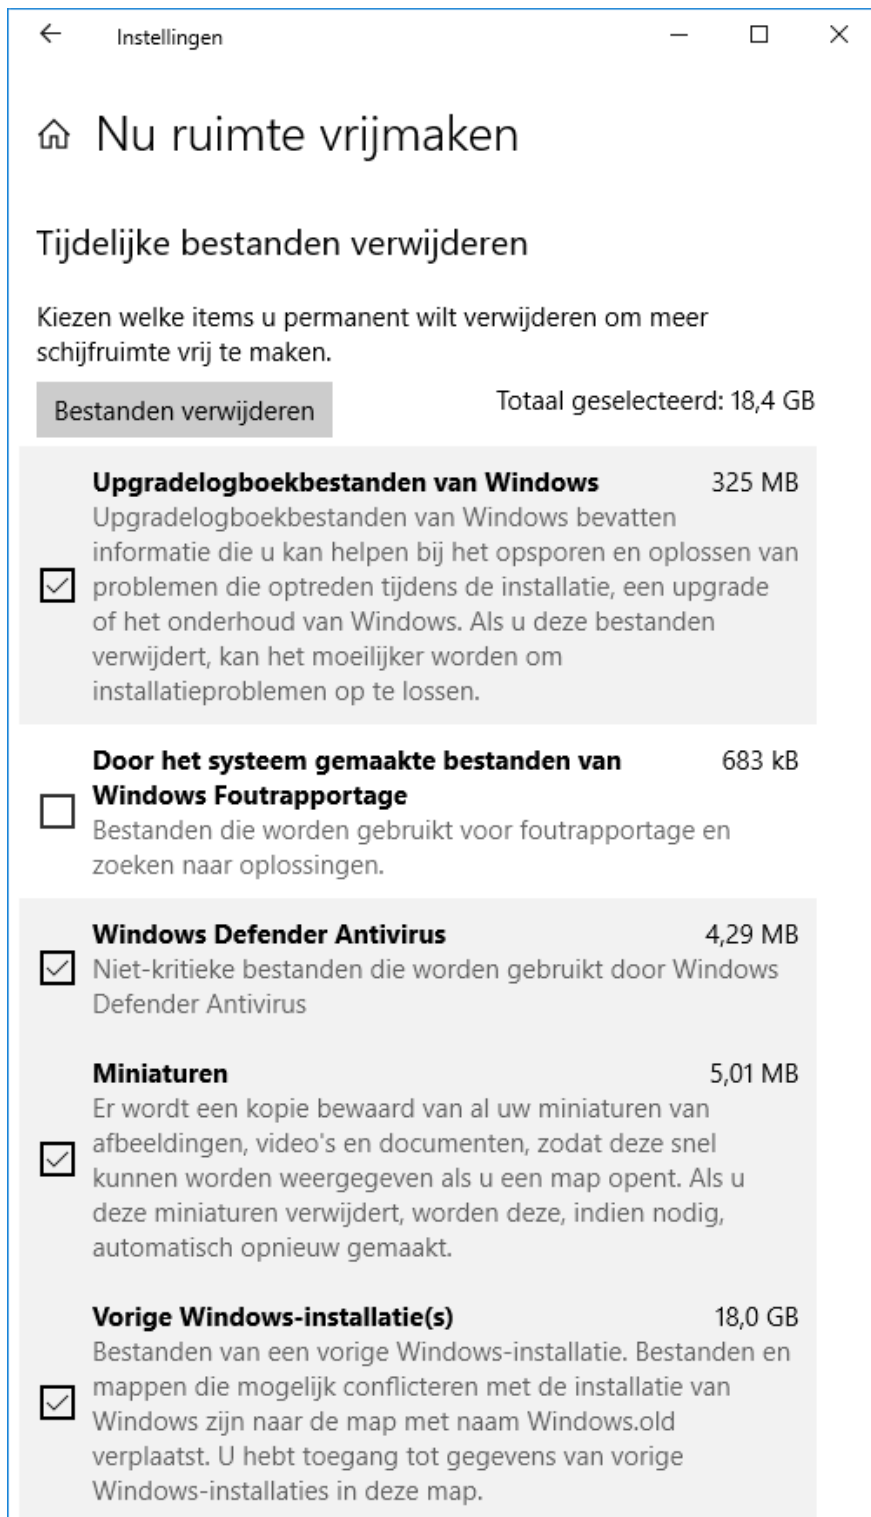 Instellingen
Nu ruimte vrijmaken
Tijdelijke bestanden verwijderen
Kiezen welke items u permanent wilt verwijderen om meer
schijfruimte vrij te maken.
Bestanden verwijderen
Totaal geselecteerd: 18,4 GB
Upgradelogboekbestanden van Windows 325 MB
Upgradelogboekbestanden van Windows bevatten
informatie die u kan helpen bij het opsporen en oplossen van
problemen die optreden tijdens de installatie, een upgrade
of het onderhoud van Windows. Als u deze bestanden
verwijdert, kan het moeilijker worden om
installatieproblemen op te lossen.
Door het systeem gemaakte bestanden van 683 kB
Windows Foutrapportage
Bestanden die worden gebruikt voor foutrapportage en
zoeken naar oplossingen.
Windows Defender Antivirus 4,29 MB
Niet-kritieke bestanden die worden gebruikt door Windows
Defender Antivirus
Miniaturen 5,01 MB
Er wordt een kopie bewaard van al uw miniaturen van
afbeeldingen, video's en documenten, zodat deze snel
kunnen worden weergegeven als u een map opent. Als u
deze miniaturen verwijdert, worden deze, indien nodig,
automatisch opnieuw gemaakt.
Vorige Windows-installatie(s) 18,0 GB
Bestanden van een vorige Windows-installatie. Bestanden en
mappen die mogelijk conflicteren met de installatie van
Windows zijn naar de map met naam Windows.old
verplaatst. U hebt toegang tot gegevens van vorige
Windows-installaties in deze map.